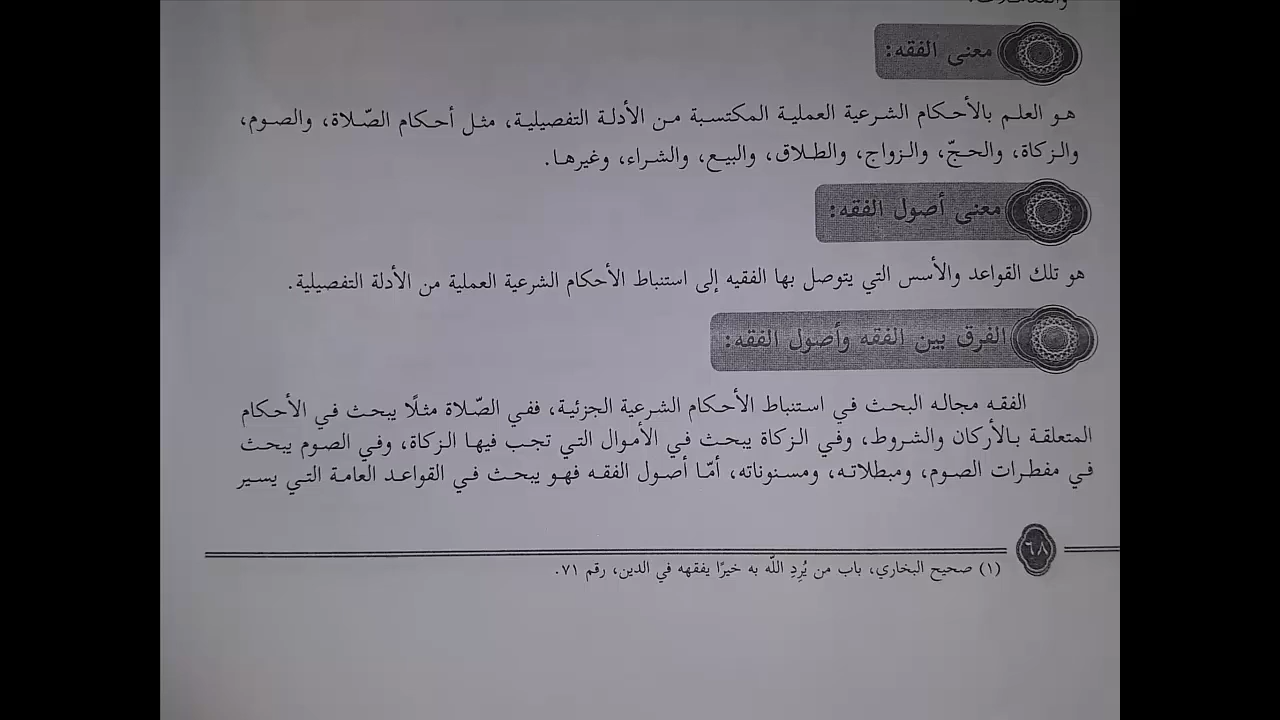 معنى الفقه:
هو العلم بالأحكام الشرعية العملية المكتسبة من الأدلة التفصيلية، مثل أحكام الصّلاة، والصوم،
والزكاة، والحجّ، والزواج، والطلاق، والبيع، والشراء، وغيرها.
معنى أصول الفقه:
هو تلك القواعد والأسس التي يتوصل بها الفقيه إلى استنباط الأحكام الشرعية العملية من الأدلة التفصيلية.
الفرق بين الفقه وأصول الفقه:
الفقه مجاله البحث في استنباط الأحكام الشرعية الجزئية، ففي الصّلاة مثلًا يبحث في الأحكام
المتعلقة بالأركان والشروط، وفي الزكاة يبحث في الأموال التي تجب فيها الزكاة، وفي الصوم يبحث
في مفطرات الصوم، ومبطلاته، ومسنوناته، أمّا أصول الفقه فهو يبحث في القواعد العامة التي يسير
٦٨
(١) صحيح البخاري، باب من يُرِدِ اللّه به خيرًا يفقهه في الدين، رقم ٧١.